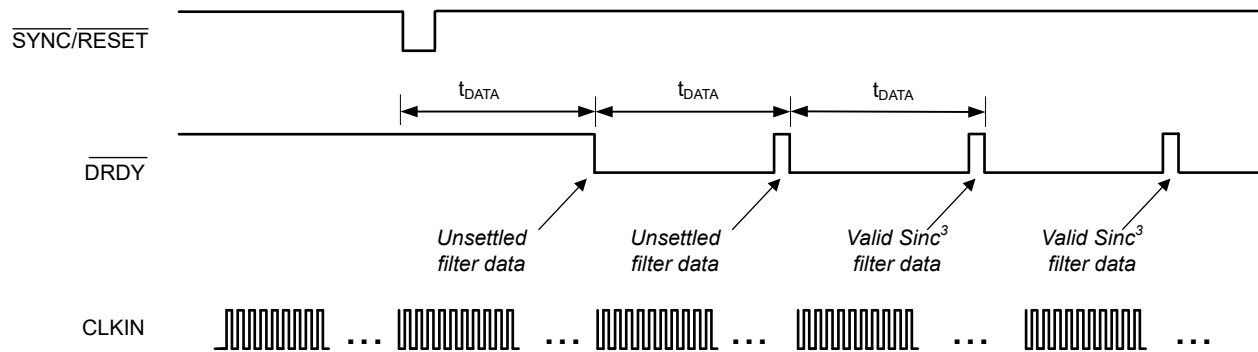 SYNC/RESET
tDATA
tDATA
tDATA
DRDY
Unsettled
filter data
Unsettled
filter data
Valid Sinc³
filter data
Valid Sinc³
filter data
CLKIN
...
...
...
...
...